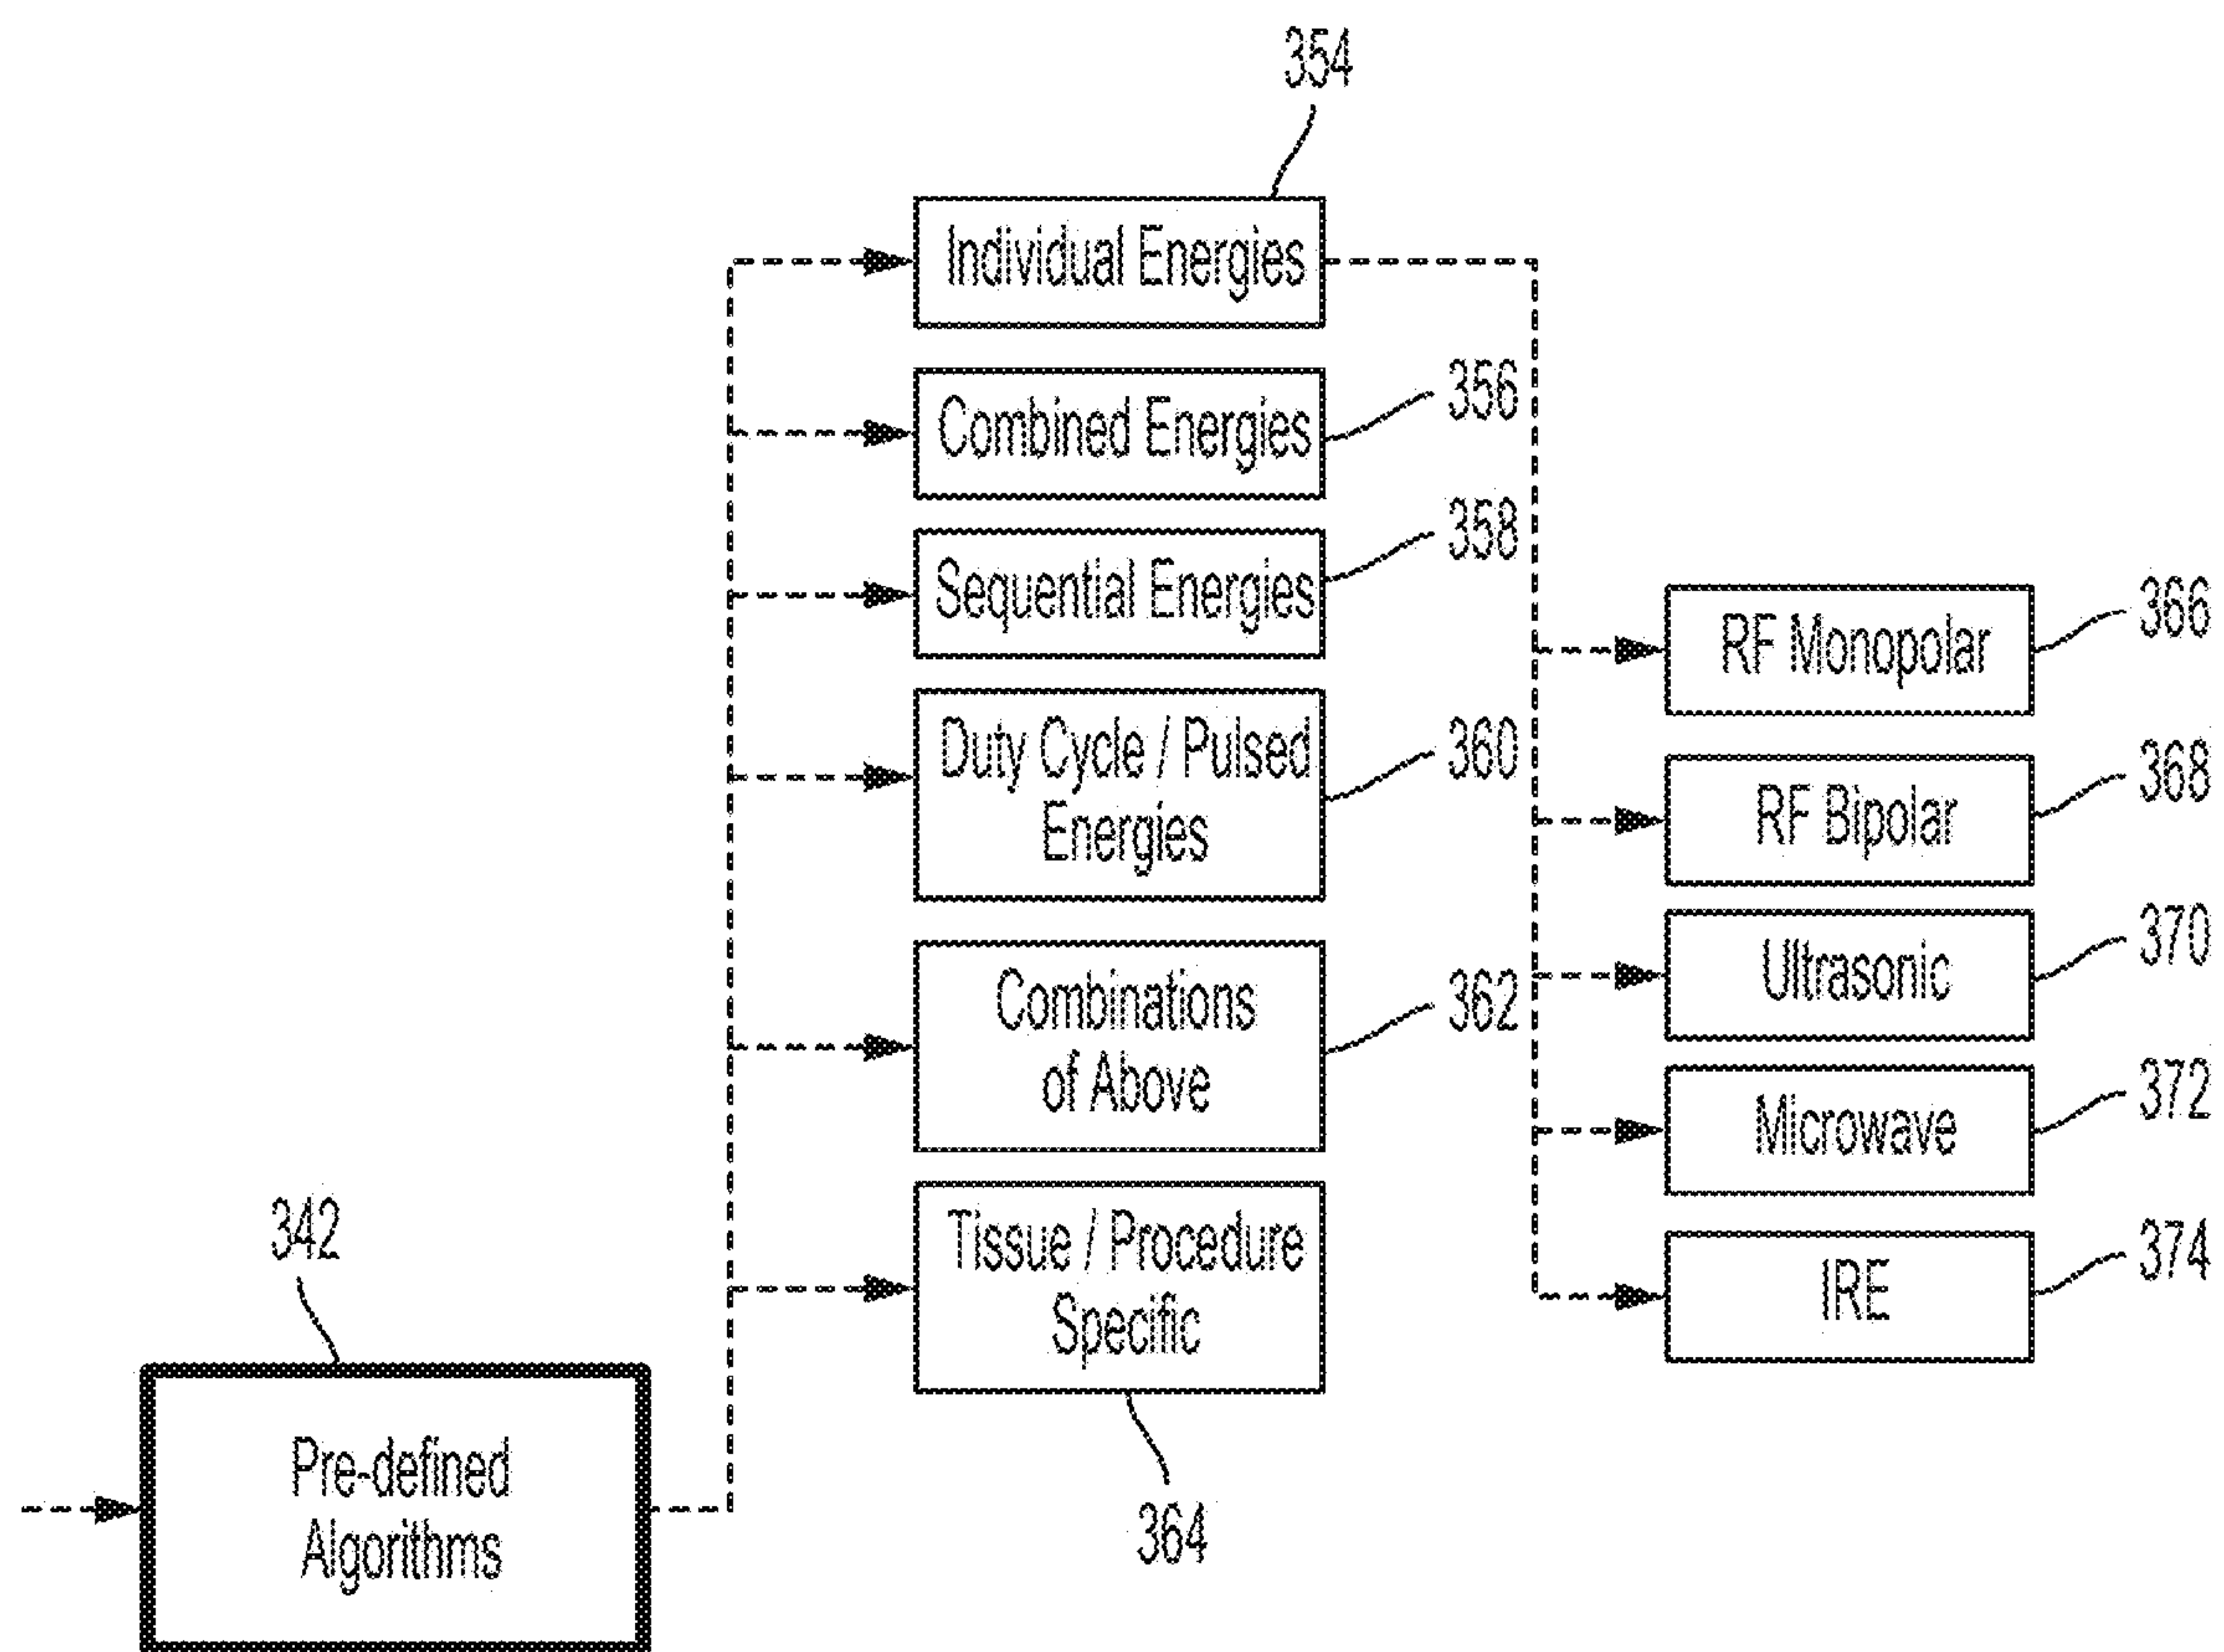 354
Individual Energies
356
Combined Energies
358
Sequential Energies
360
Duty Cycle / Pulsed
Energies
362
Combinations
of Above
Tissue / Procedure
Specific
364
342
Pre-defined
Algorithms
366
RF Monopolar
368
RF Bipolar
370
Ultrasonic
372
Microwave
374
IRE